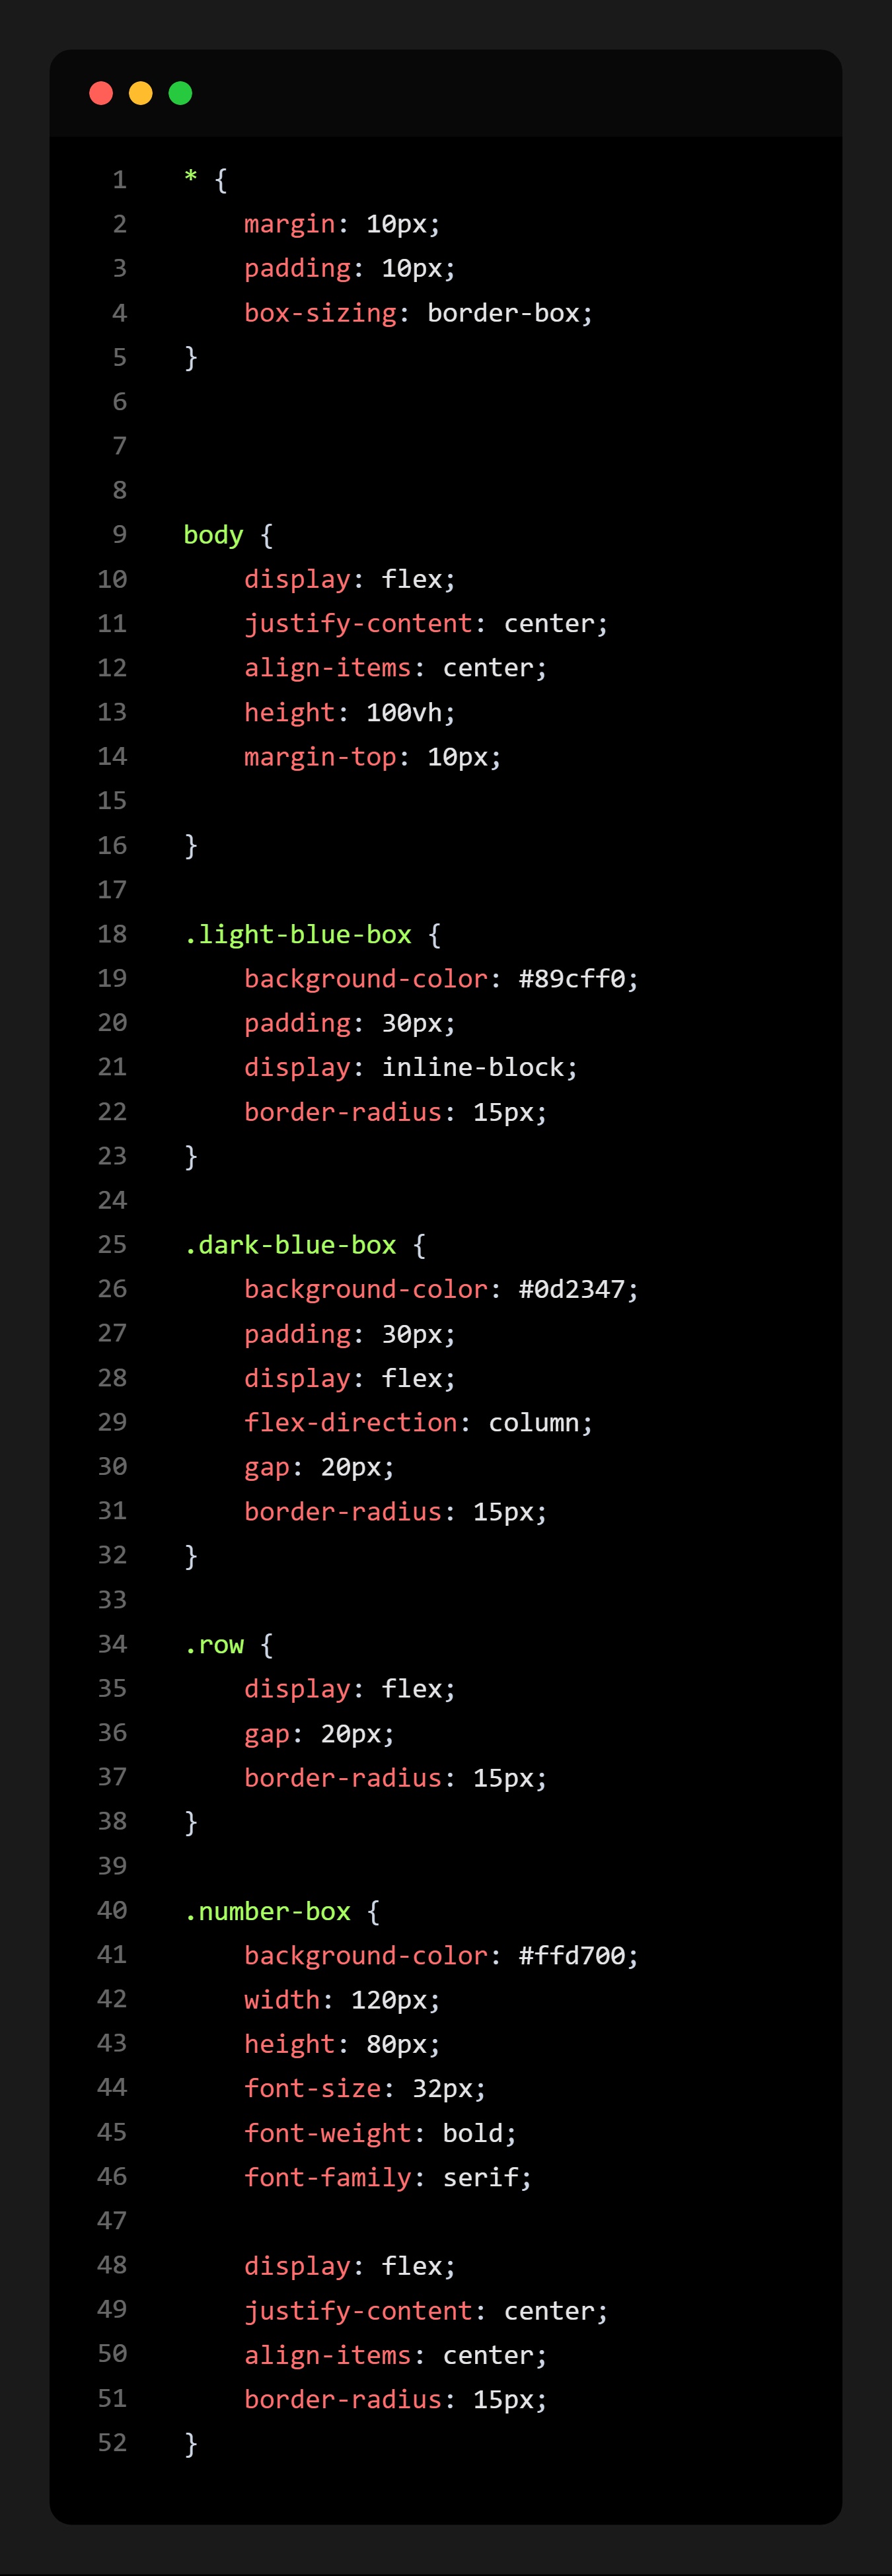 1 * {
2     margin: 10px;
3     padding: 10px;
4     box-sizing: border-box;
5 }
6
7
8
9 body {
10     display: flex;
11     justify-content: center;
12     align-items: center;
13     height: 100vh;
14     margin-top: 10px;
15
16 }
17
18 .light-blue-box {
19     background-color: #89cff0;
20     padding: 30px;
21     display: inline-block;
22     border-radius: 15px;
23 }
24
25 .dark-blue-box {
26     background-color: #0d2347;
27     padding: 30px;
28     display: flex;
29     flex-direction: column;
30     gap: 20px;
31     border-radius: 15px;
32 }
33
34 .row {
35     display: flex;
36     gap: 20px;
37     border-radius: 15px;
38 }
39
40 .number-box {
41     background-color: #ffd700;
42     width: 120px;
43     height: 80px;
44     font-size: 32px;
45     font-weight: bold;
46     font-family: serif;
47
48     display: flex;
49     justify-content: center;
50     align-items: center;
51     border-radius: 15px;
52 }